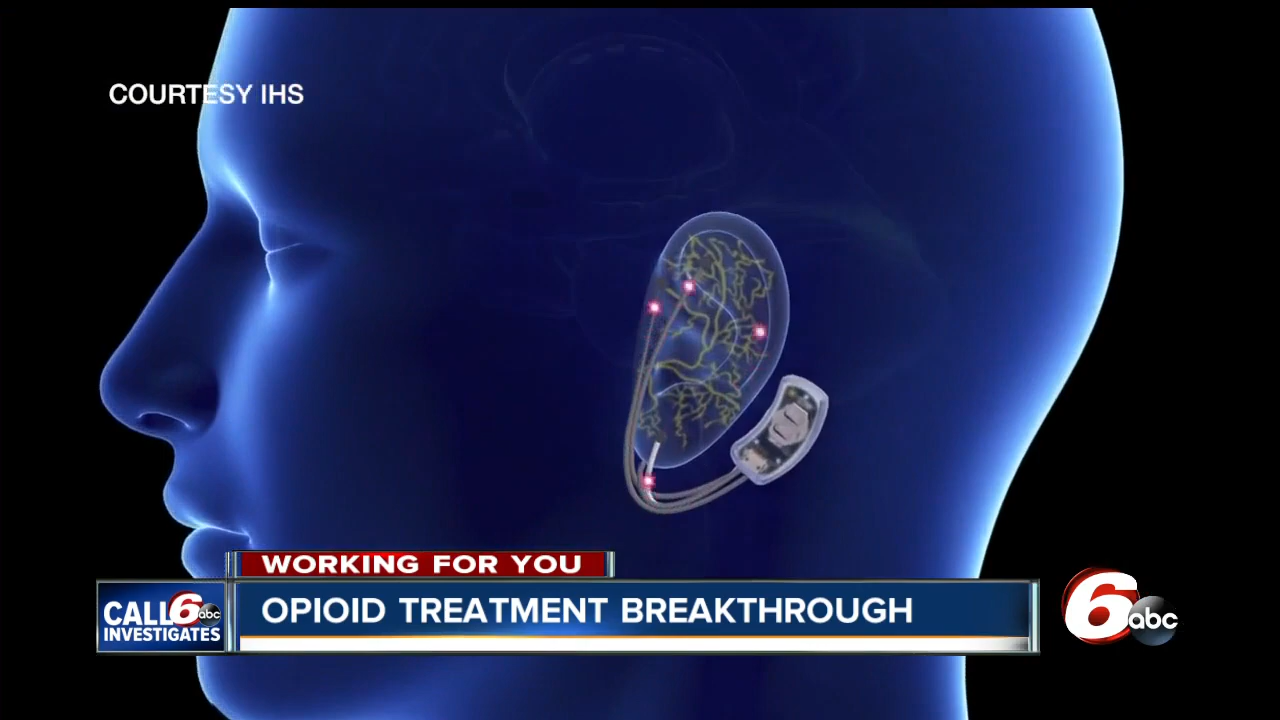 COURTESY IHS
WORKING FOR YOU
CALL 6 abc
INVESTIGATES
OPIOID TREATMENT BREAKTHROUGH
6 abc